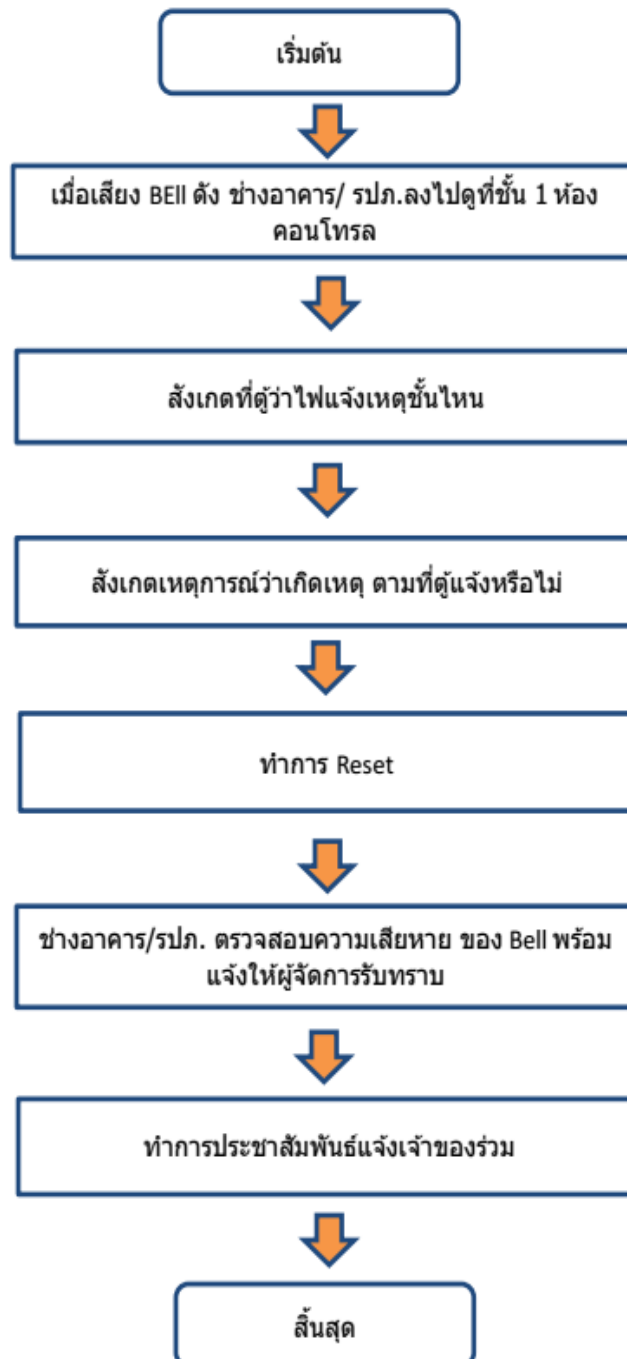 เริ่มต้น
เมื่อเสียง BEll ดัง ช่างอาคาร/ รปภ.ลงไปดูที่ชั้น 1 ห้อง
คอนโทรล
สังเกตที่ตู้ว่าไฟแจ้งเหตุชั้นไหน
สังเกตเหตุการณ์ว่าเกิดเหตุ ตามที่ตู้แจ้งหรือไม่
ทำการ Reset
ช่างอาคาร/รปภ. ตรวจสอบความเสียหาย ของ Bell พร้อม
แจ้งให้ผู้จัดการรับทราบ
ทำการประชาสัมพันธ์แจ้งเจ้าของร่วม
สิ้นสุด